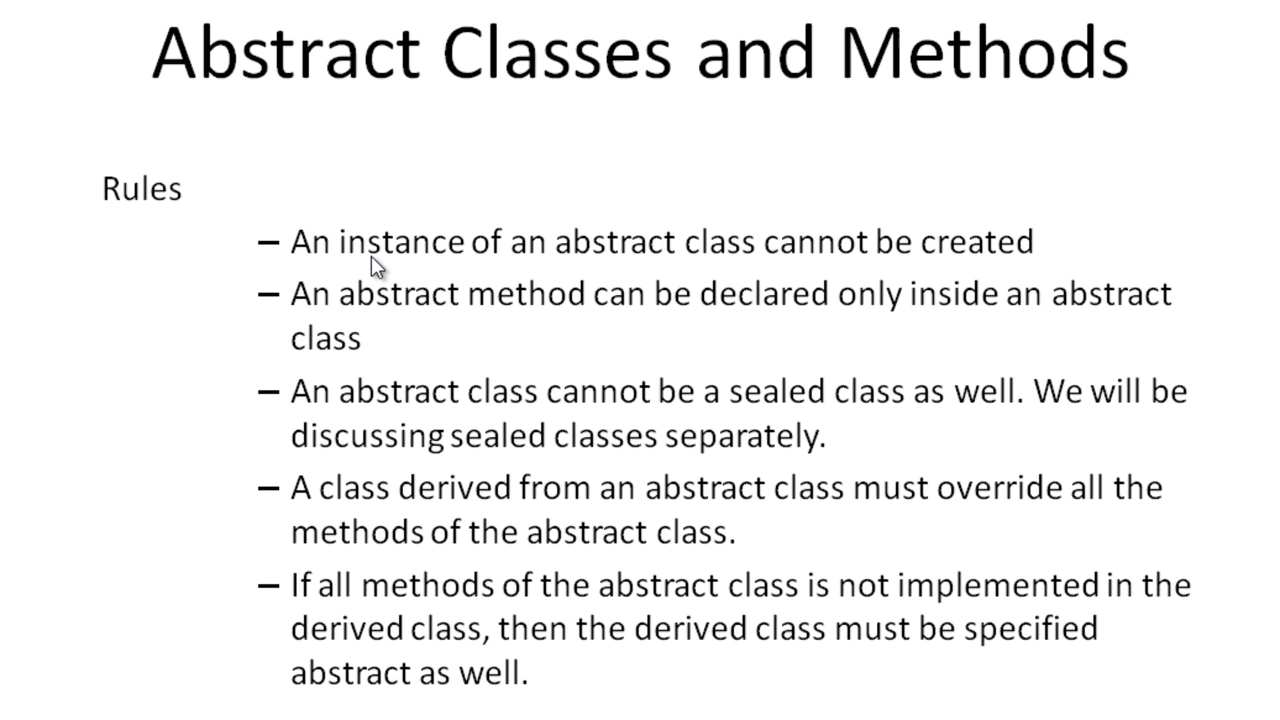 Abstract Classes and Methods
Rules
– An instance of an abstract class cannot be created
– An abstract method can be declared only inside an abstract
class
– An abstract class cannot be a sealed class as well. We will be
discussing sealed classes separately.
– A class derived from an abstract class must override all the
methods of the abstract class.
– If all methods of the abstract class is not implemented in the
derived class, then the derived class must be specified
abstract as well.